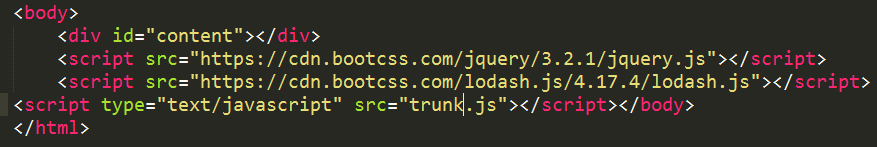 <body>
    <div id="content"></div>
    <script src="https://cdn.bootcss.com/jquery/3.2.1/jquery.js"></script>
    <script src="https://cdn.bootcss.com/lodash.js/4.17.4/lodash.js"></script>
<script type="text/javascript" src="trunk.js"></script></body>
</html>